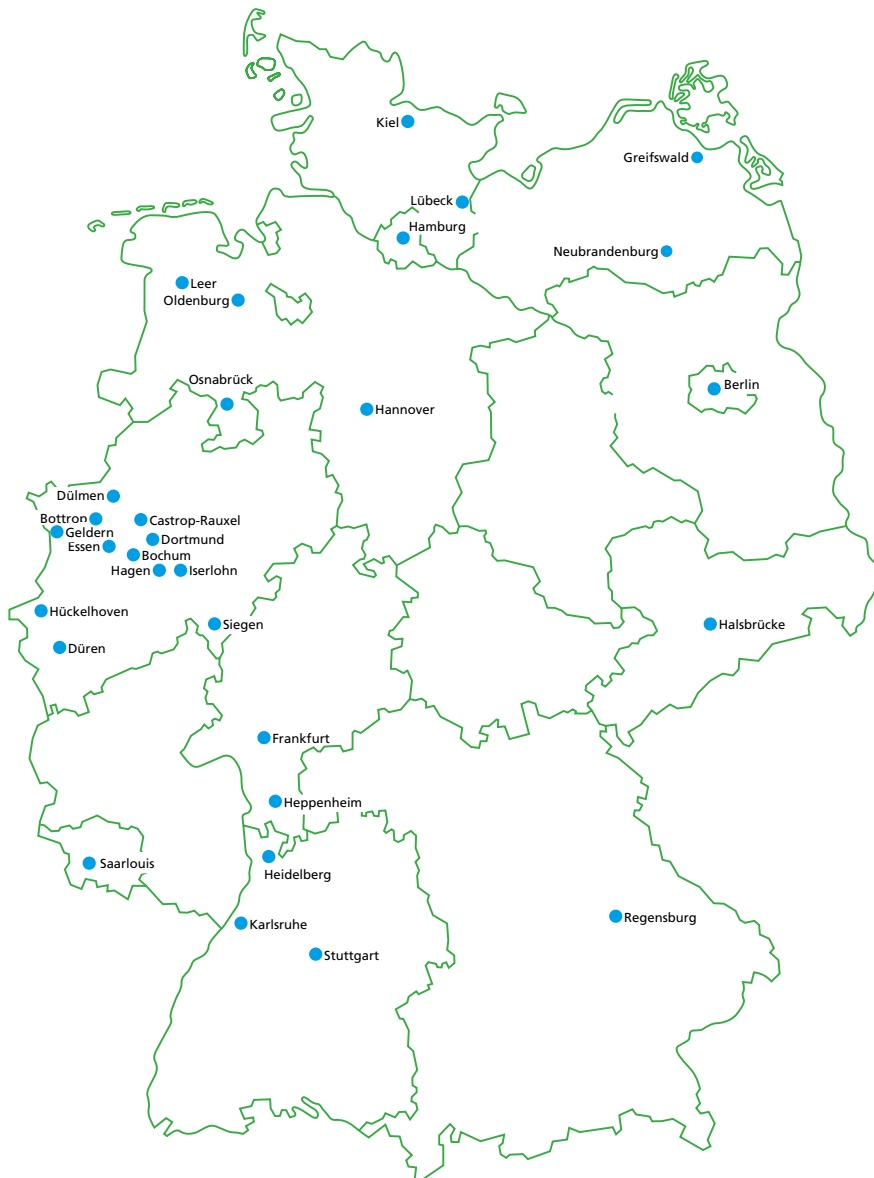 Kiel
Greifswald
Lübeck
Hamburg
Neubrandenburg
Leer
Oldenburg
Osnabrück
Berlin
Hannover
Dülmen
Bottron
Castrop-Rauxel
Geldern
Dortmund
Essen
Bochum
Hagen
Iserlohn
Hückelhoven
Siegen
Halsbrücke
Düren
Frankfurt
Heppenheim
Saarlouis
Heidelberg
Karlsruhe
Regensburg
Stuttgart